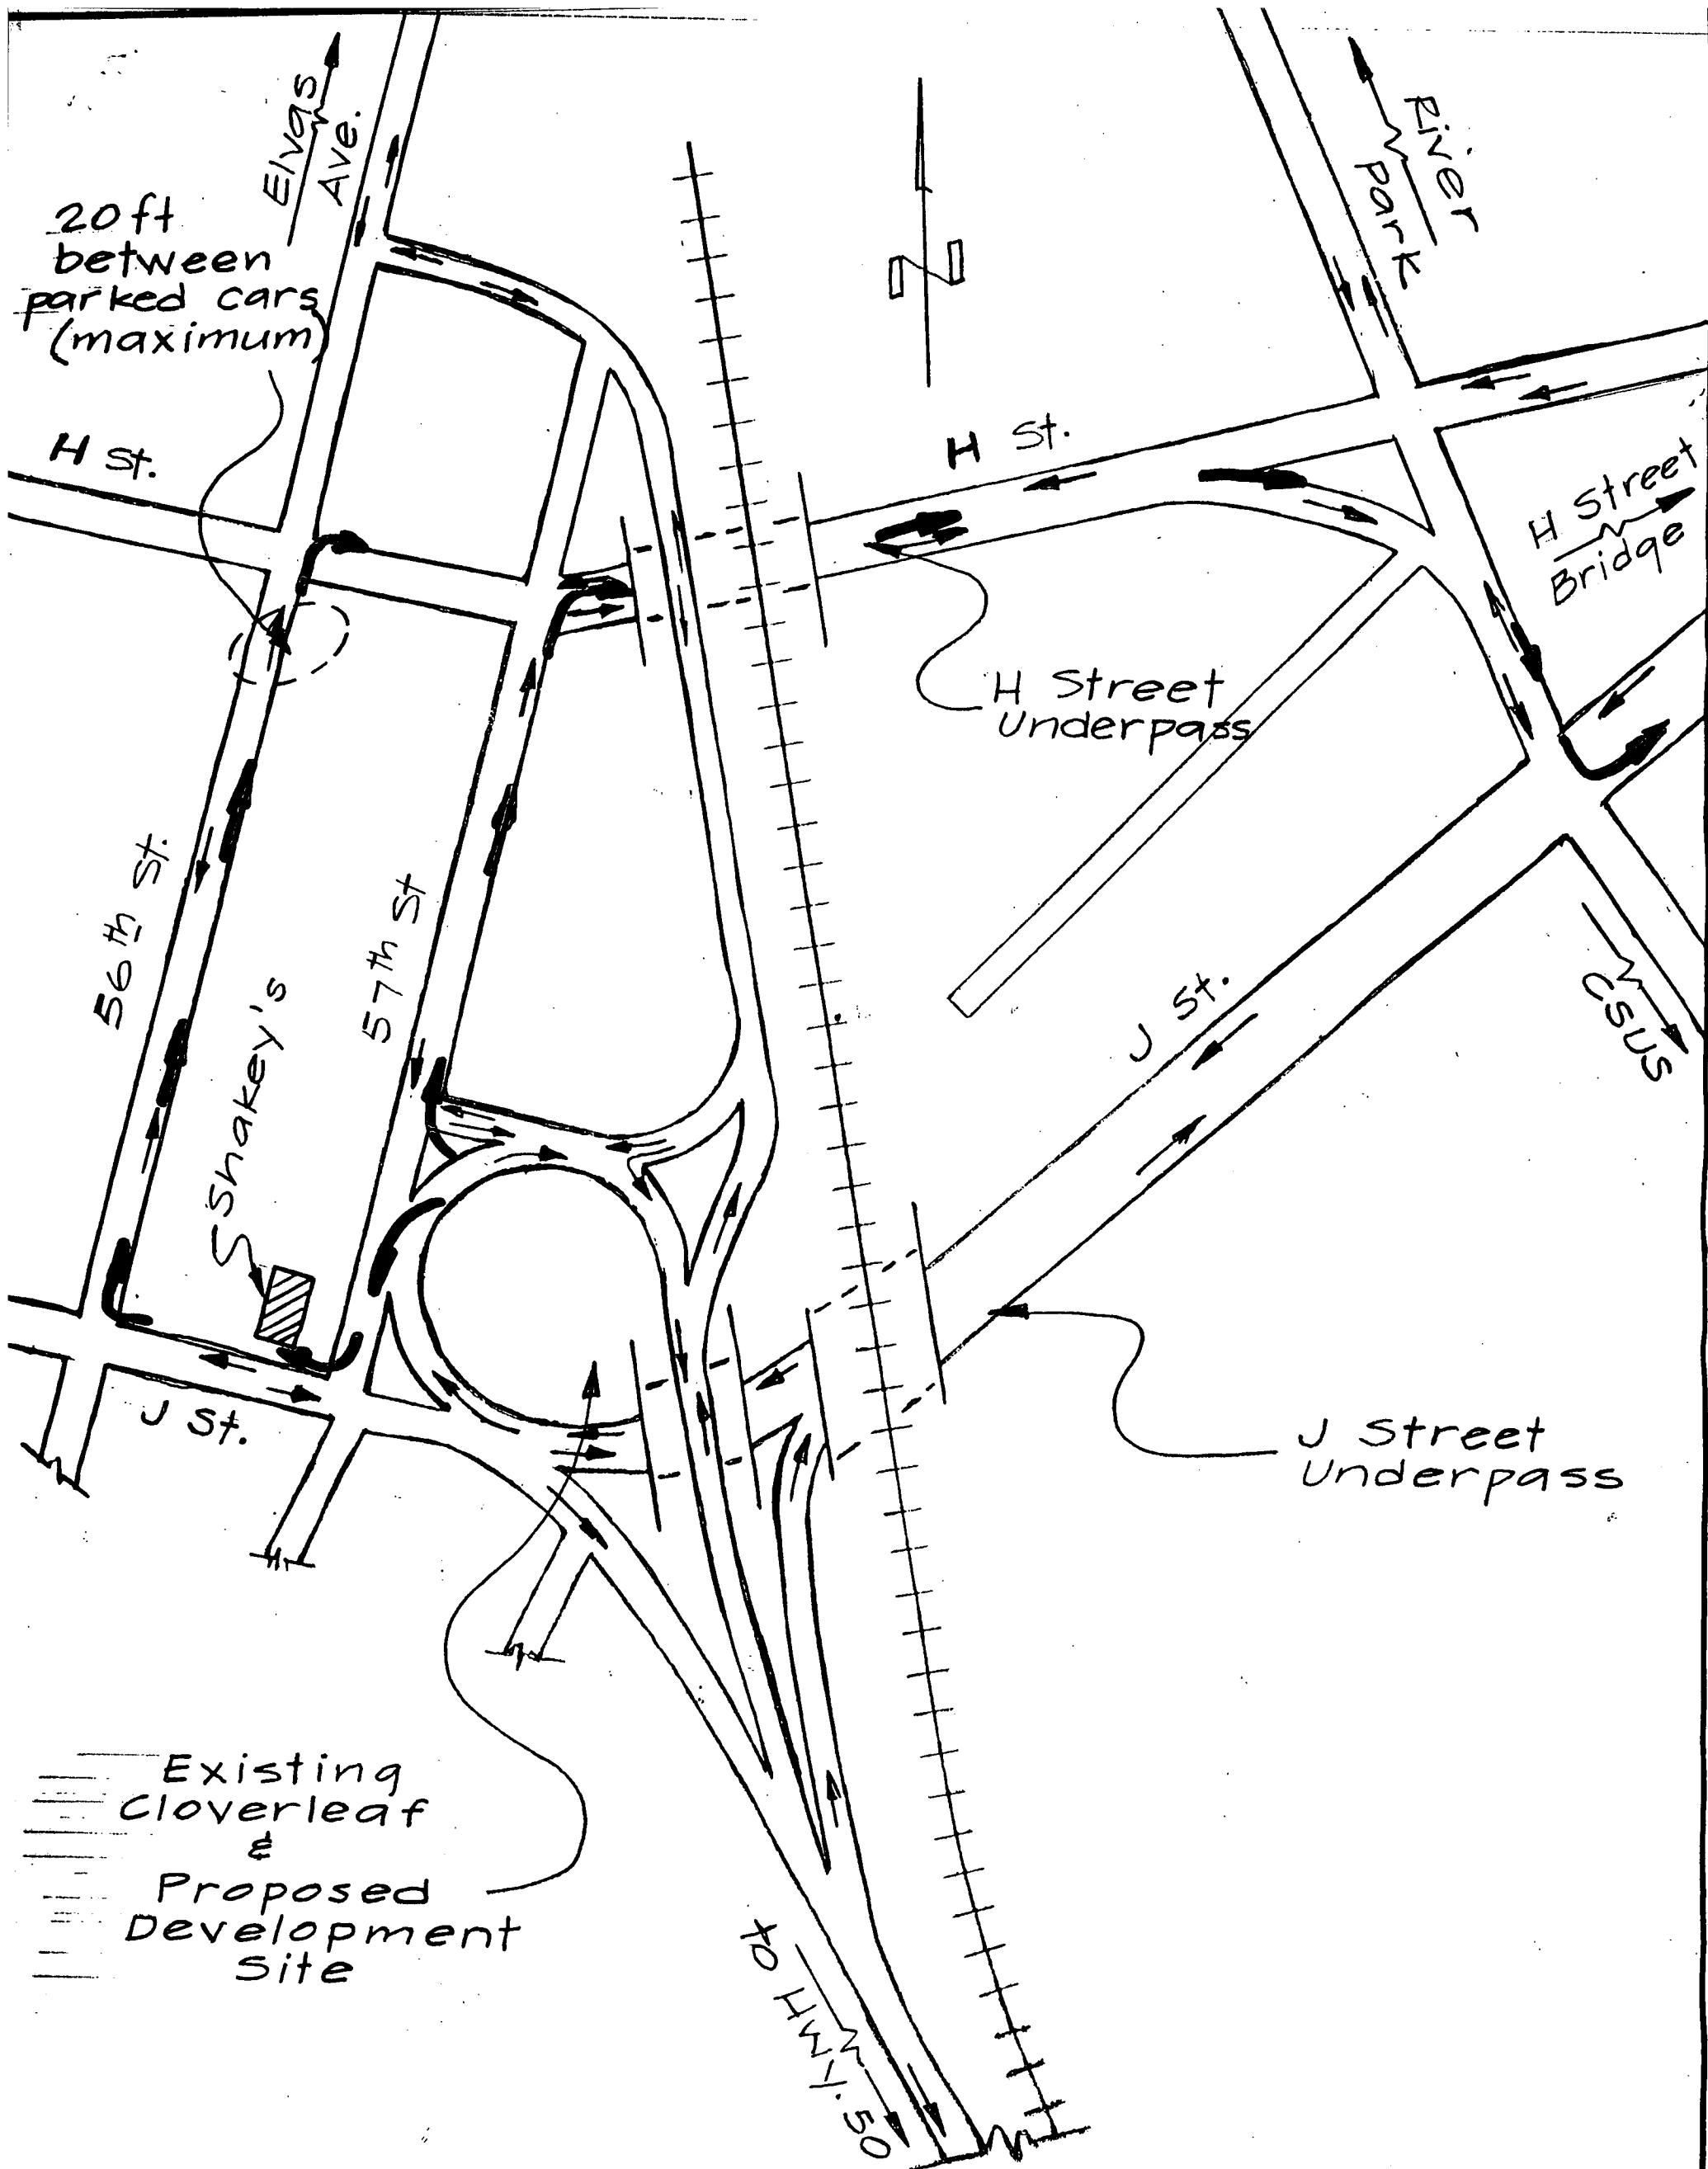 Elvas
Ave.
River
Park
20 ft
between
parked cars
(maximum)
N
H St.
H St.
H Street
Bridge
H Street
Underpass
56th St.
57th St
Shakey's
J St.
CSUS
J St.
J Street
Underpass
Existing
Cloverleaf
&
Proposed
Development
Site
to HWY. 50